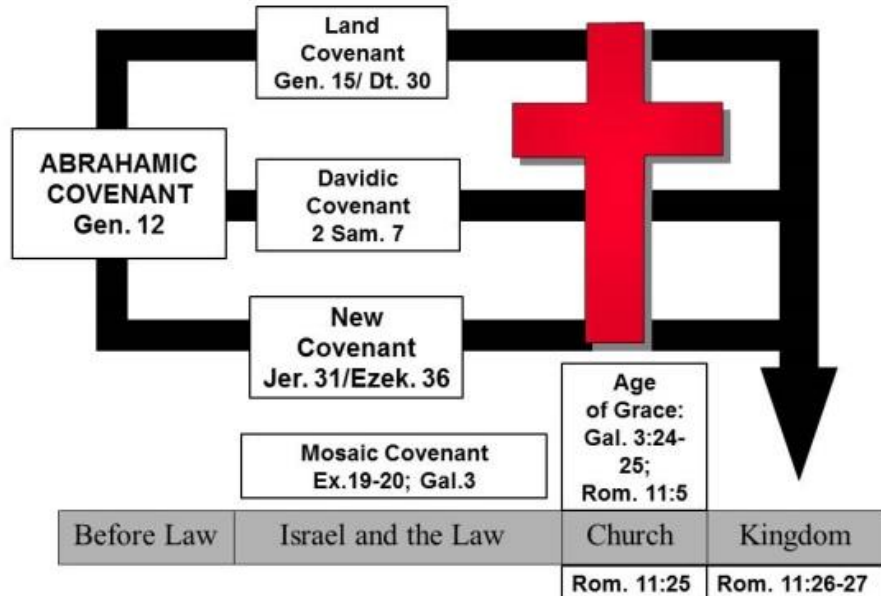 Land
Covenant
Gen. 15/ Dt. 30
ABRAHAMIC
COVENANT
Gen. 12
Davidic
Covenant
2 Sam. 7
New
Covenant
Jer. 31/Ezek. 36
Age
of Grace:
Gal. 3:24-
25;
Rom. 11:5
Mosaic Covenant
Ex.19-20; Gal.3
Before Law
Israel and the Law
Church
Kingdom
Rom. 11:25
Rom. 11:26-27